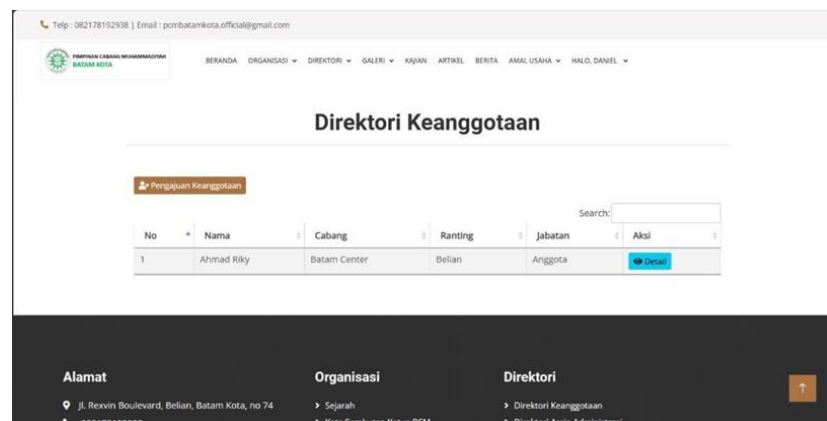 Telp : 082178192938 | Email : pcmbatamkota.official@gmail.com
PIMPINAN CABANG MUHAMMADIYAH
BATAM KOTA
BERANDA ORGANISASI DIREKTORI GALERI KAJIAN ARTIKEL BERITA AMAL USAHA HALO, DANIEL
Direktori Keanggotaan
Pengajuan Keanggotaan
Search:
No Nama Cabang Ranting Jabatan Aksi
1 Ahmad Riky Batam Center Belian Anggota Detail
Alamat Organisasi Direktori
Jl. Rexvin Boulevard, Belian, Batam Kota, no 74 > Sejarah > Direktori Keanggotaan